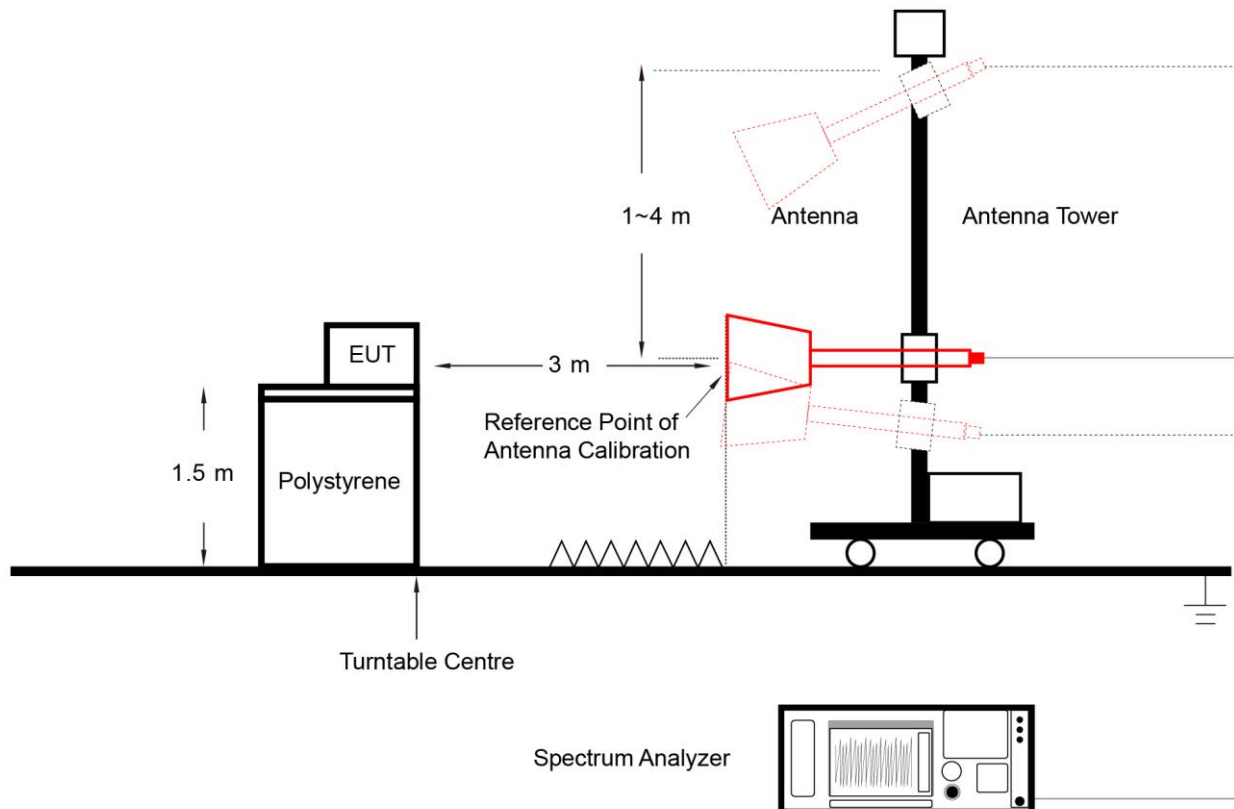 1~4 m
Antenna
Antenna Tower
EUT
3 m
Reference Point of
Antenna Calibration
1.5 m
Polystyrene
Turntable Centre
Spectrum Analyzer